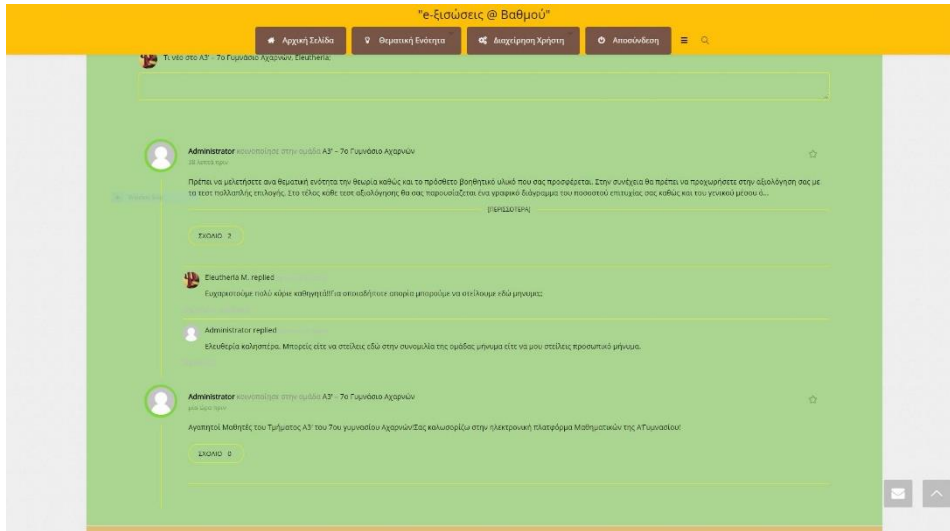 "e-ξισώσεις @ Βαθμού"
Αρχική Σελίδα Θεματική Ενότητα Διαχείρηση Χρήστη Αποσύνδεση
Τι νέο στο Α3' – 7ο Γυμνάσιο Αχαρνών, Eleutheria;
Administrator κοινοποίησε στην ομάδα Α3' – 7ο Γυμνάσιο Αχαρνών
28 λεπτά πριν
Πρέπει να μελετήσετε ανα θεματική ενότητα την θεωρία καθώς και το πρόσθετο βοηθητικό υλικό που σας προσφέρεται. Στην συνέχεια θα πρέπει να προχωρήσετε στην αξιολόγηση σας με
τα τεστ πολλαπλής επιλογής. Στο τέλος κάθε τεστ αξιολόγησης θα σας παρουσιάζεται ένα γραφικό διάγραμμα του ποσοστού επιτυχίας σας καθώς και του γενικού μέσου ό...
[ΠΕΡΙΣΣΟΤΕΡΑ]
ΣΧΟΛΙΟ 2
Eleutheria M. replied
Ευχαριστούμε πολύ κύριε καθηγητά!!Για οποιαδήποτε απορία μπορούμε να στείλουμε εδώ μηνυμα;;
Administrator replied
Ελευθερία καλησπέρα. Μπορείς είτε να στείλεις εδώ στην συνομιλία της ομάδας μήνυμα είτε να μου στείλεις προσωπικό μήνυμα.
Administrator κοινοποίησε στην ομάδα Α3' – 7ο Γυμνάσιο Αχαρνών
μια ώρα πριν
Αγαπητοί Μαθητές του Τμήματος Α3' του 7ου γυμνασίου Αχαρνών!Σας καλωσορίζω στην ηλεκτρονική πλατφόρμα Μαθηματικών της Α'Γυμνασίου!
ΣΧΟΛΙΟ 0